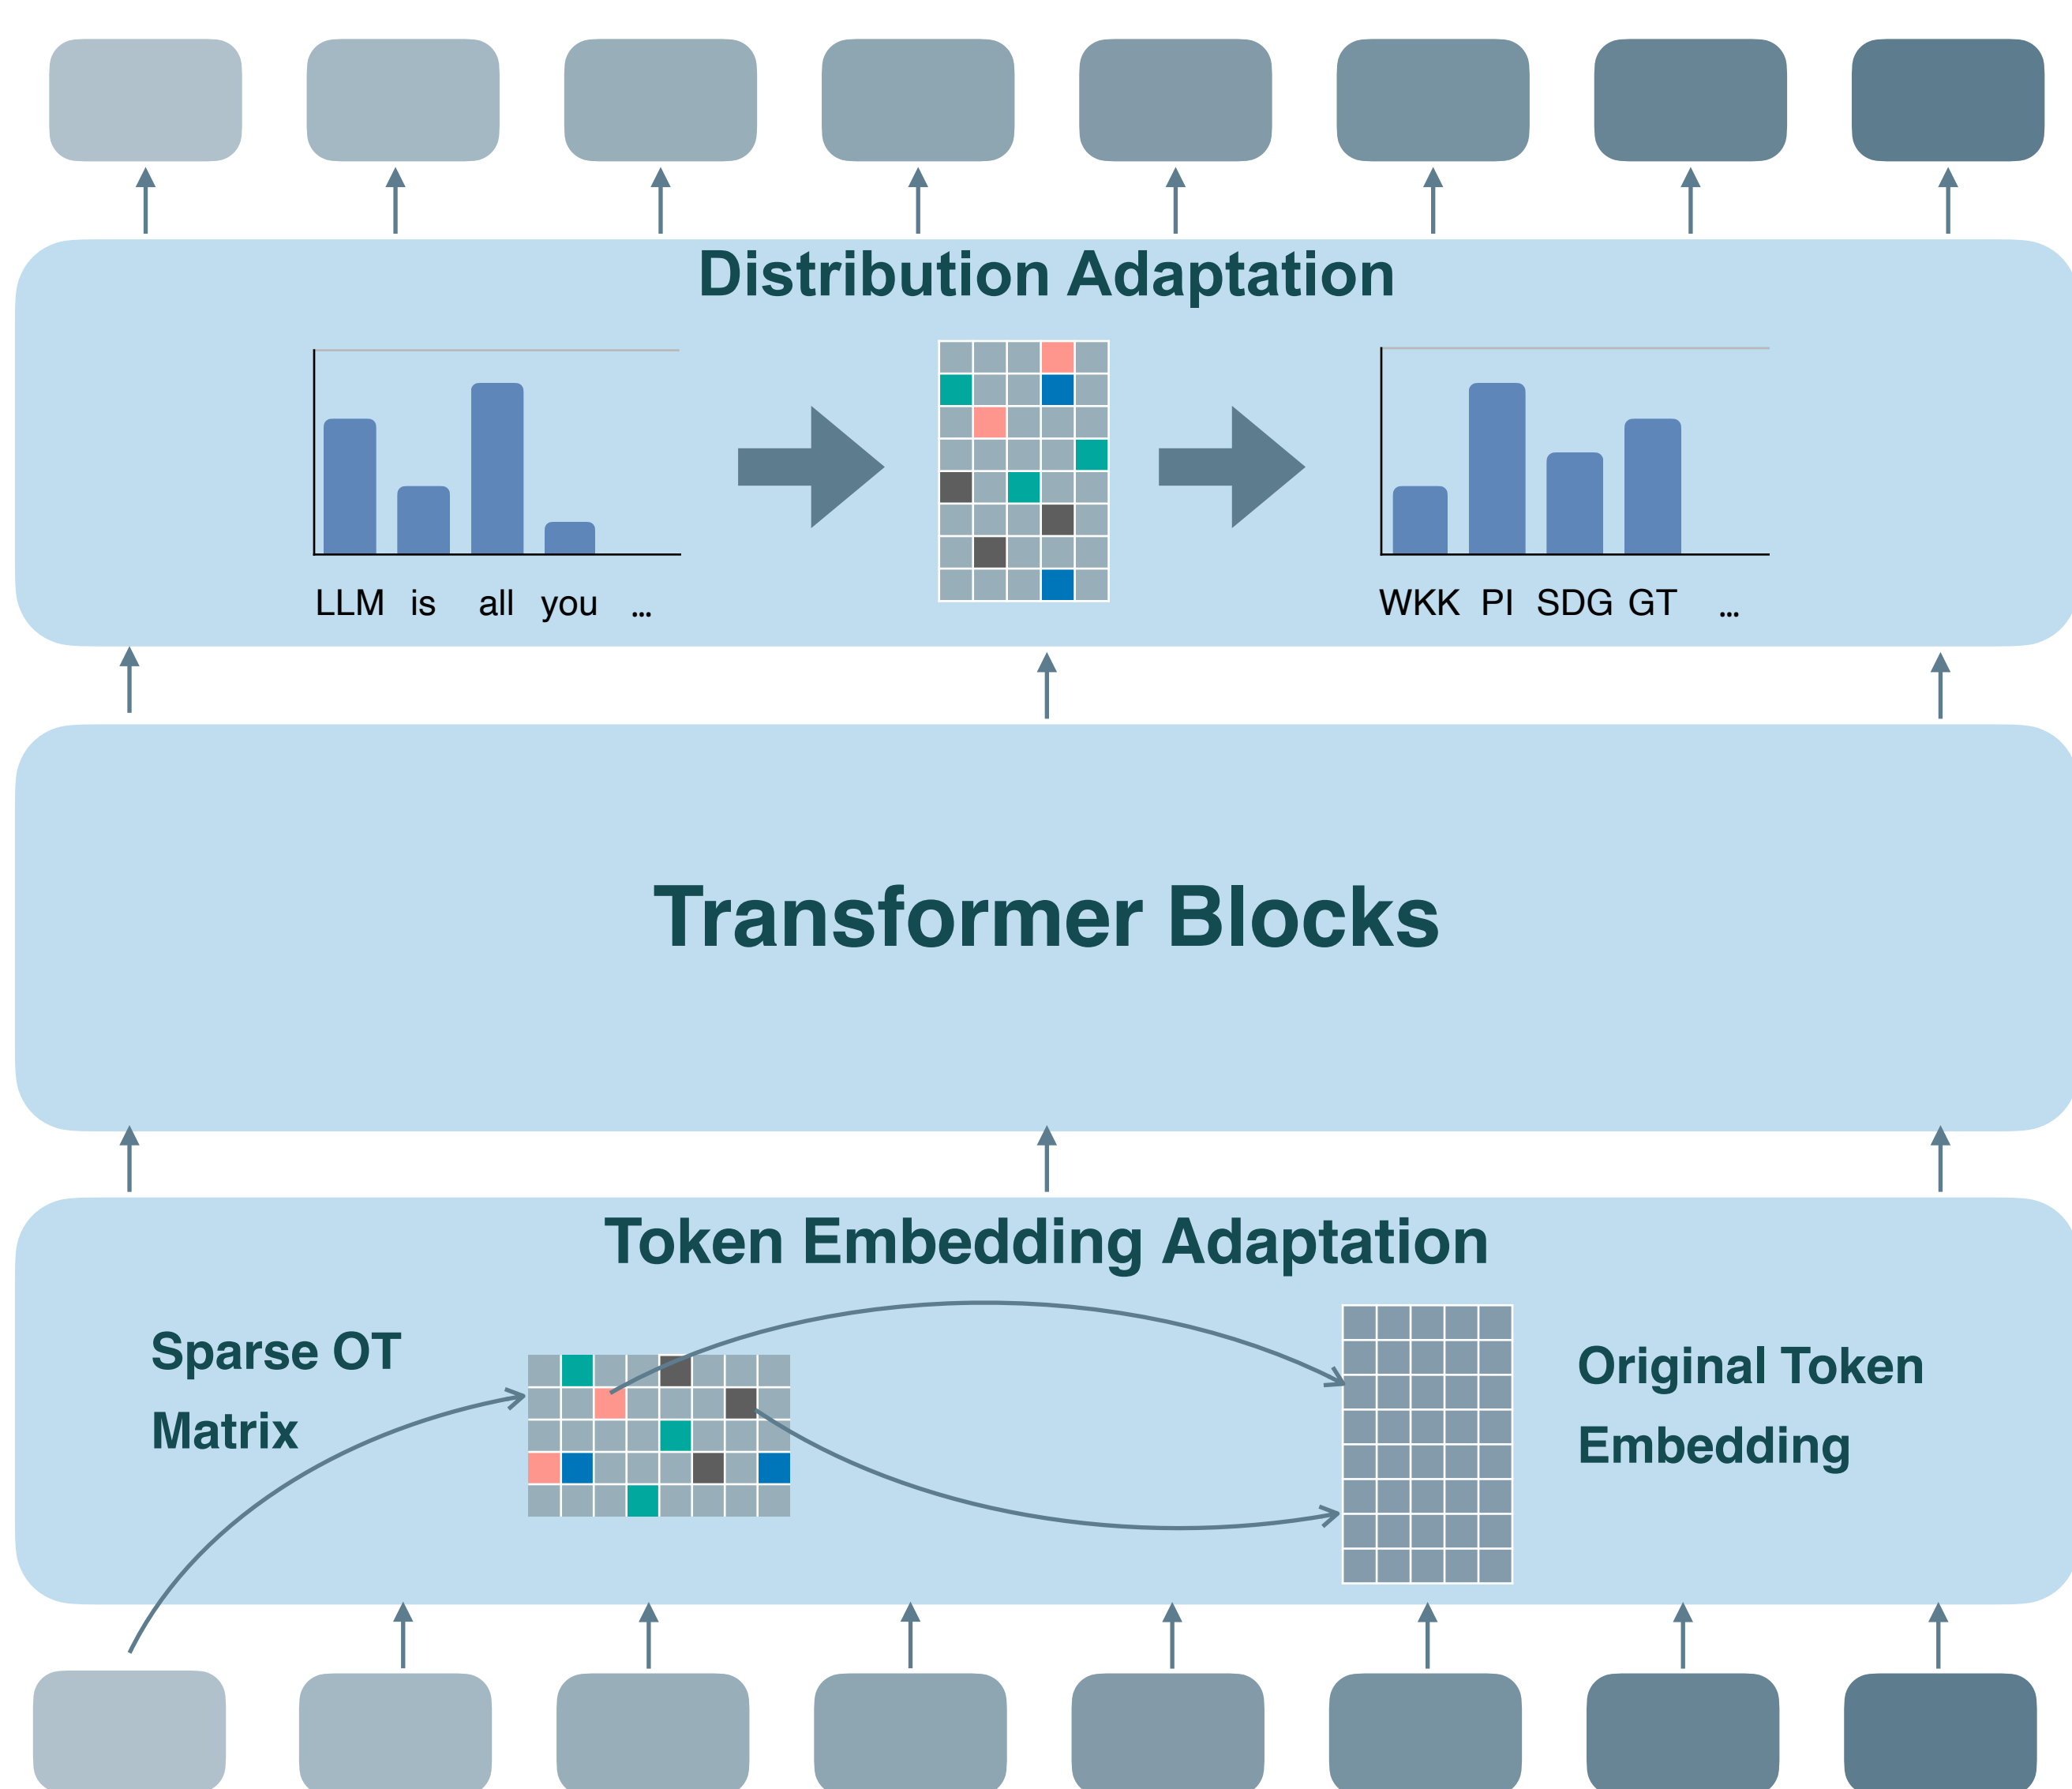 Distribution Adaptation
LLM is all you ...
WKK PI SDG GT ...
Transformer Blocks
Token Embedding Adaptation
Sparse OT
Matrix
Original Token
Embedding